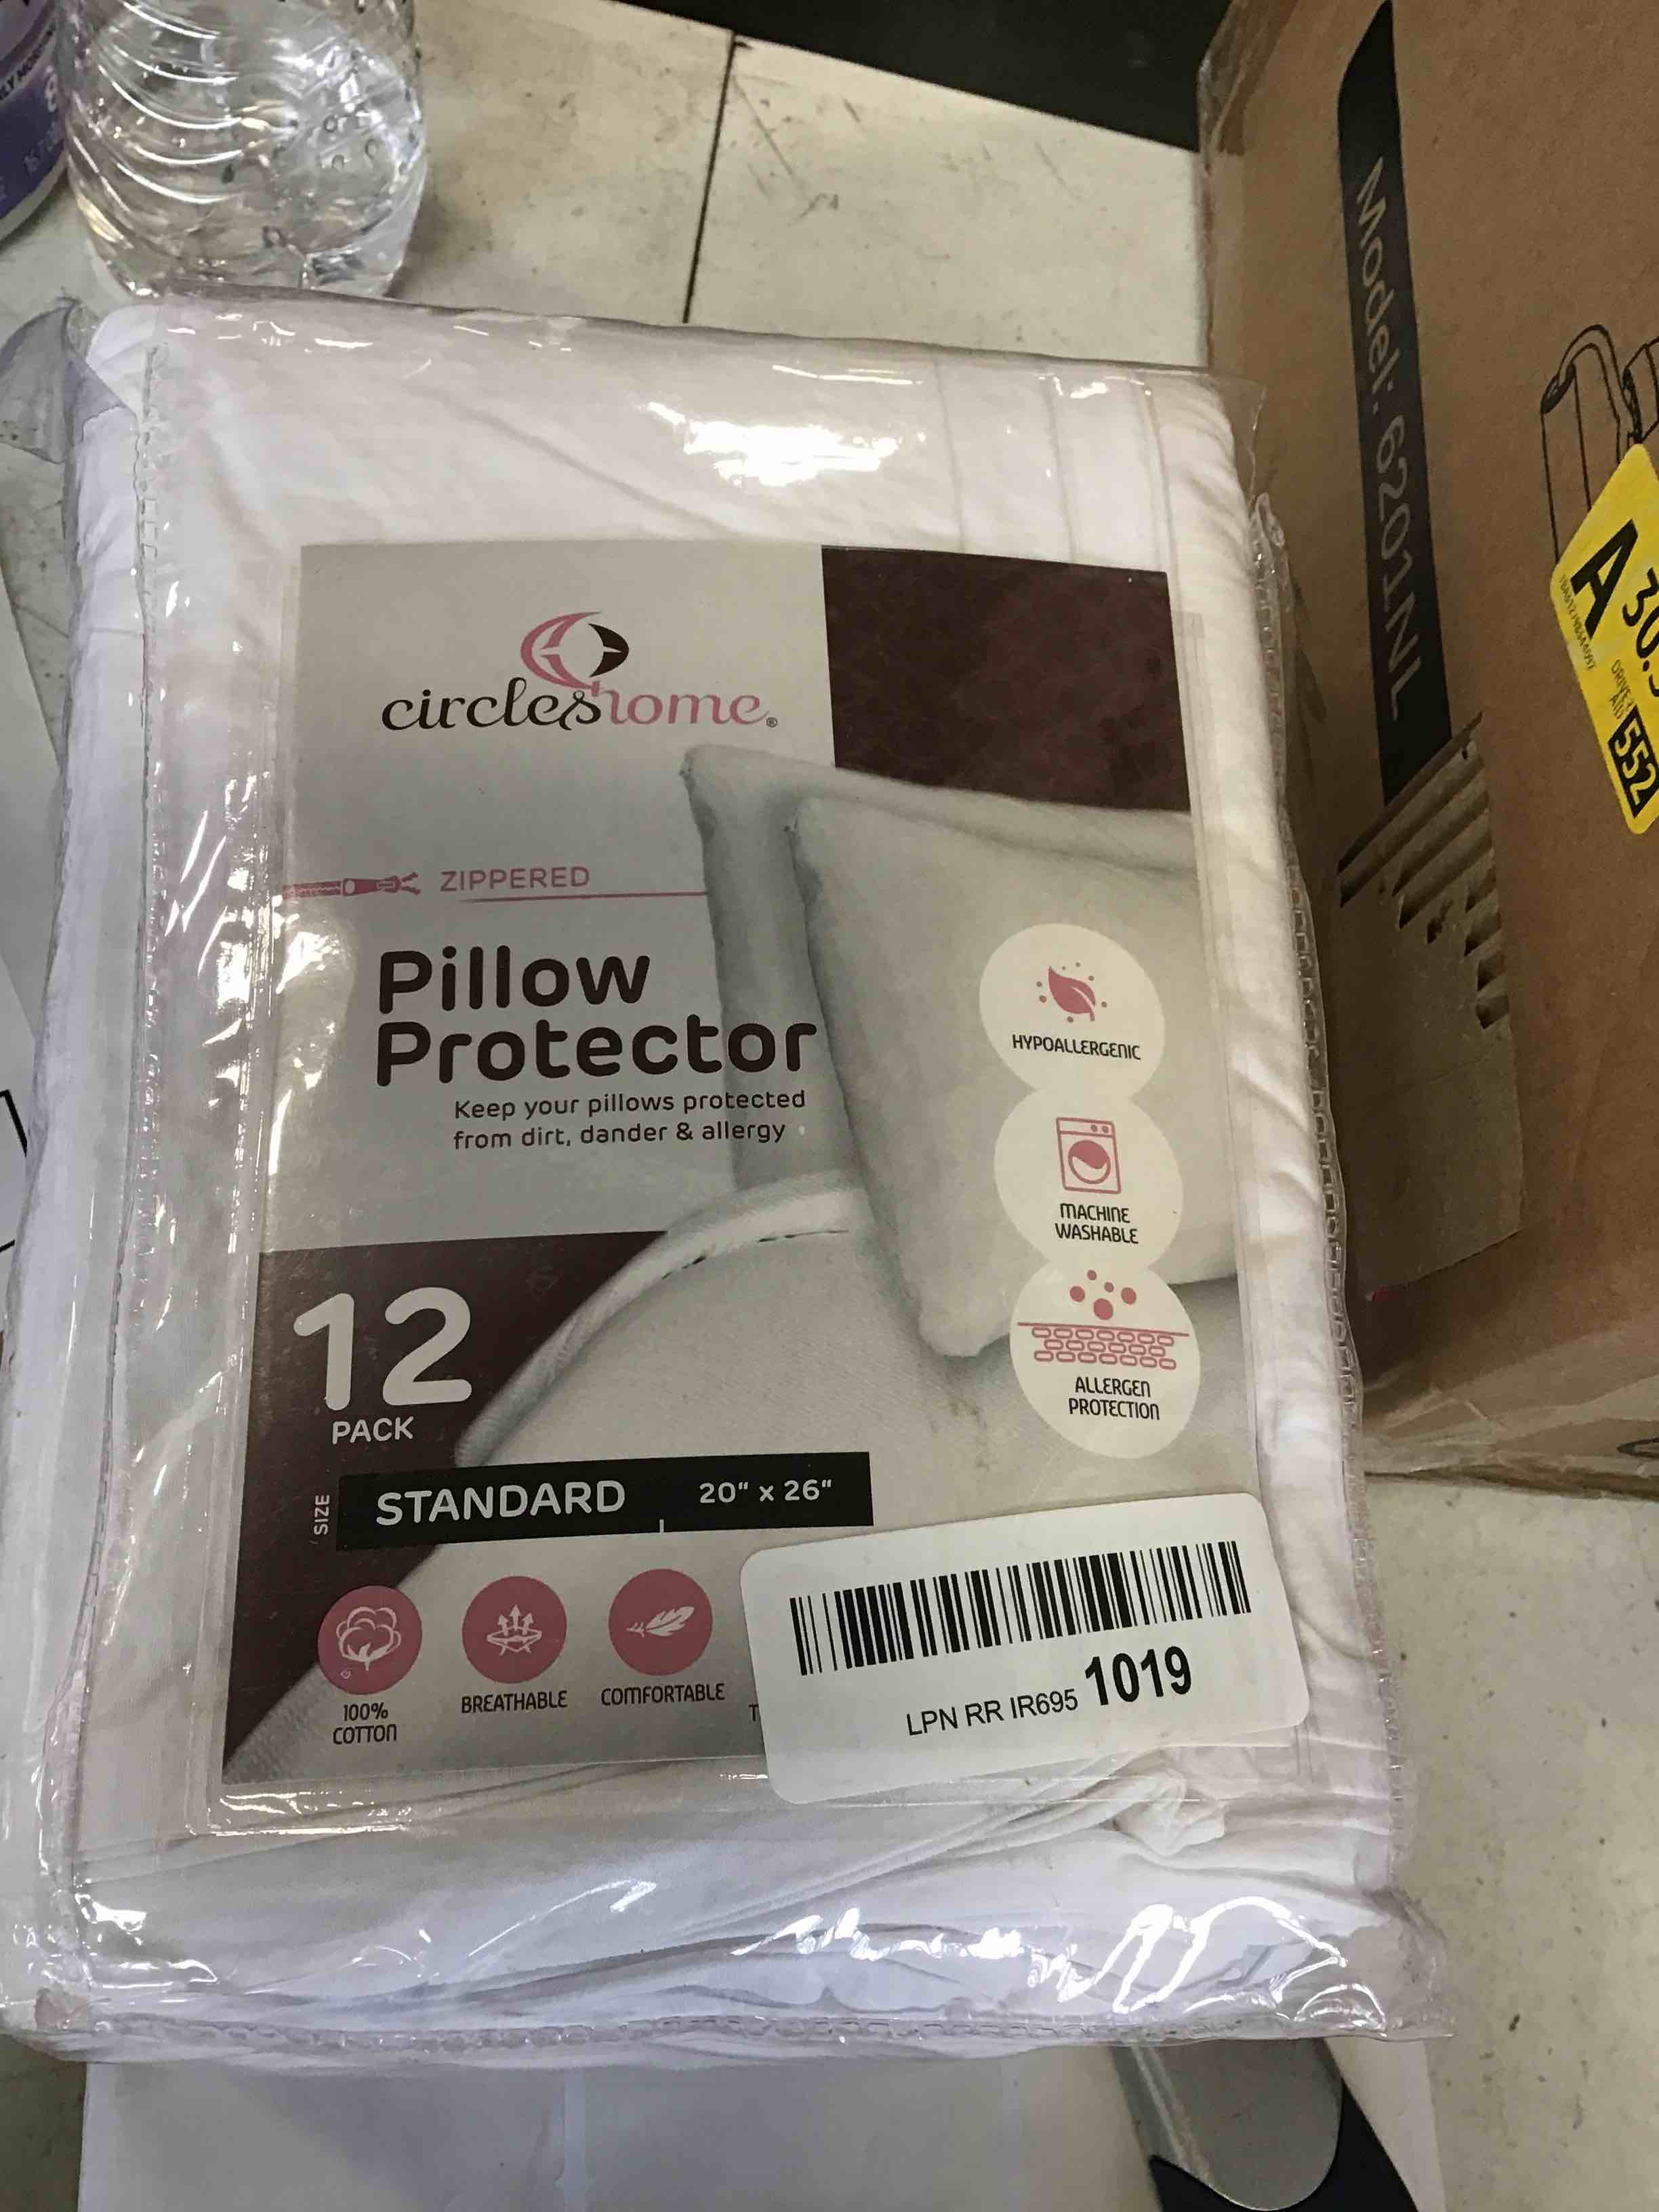 circleshome®
ZIPPERED
Pillow
Protector
Keep your pillows protected
from dirt, dander & allergy
HYPOALLERGENIC
MACHINE
WASHABLE
ALLERGEN
PROTECTION
12
PACK
SIZE
STANDARD 20" x 26"
100%
COTTON
BREATHABLE
COMFORTABLE
T
LPN RR IR695 1019
Model: 6201NL
A
30.
552